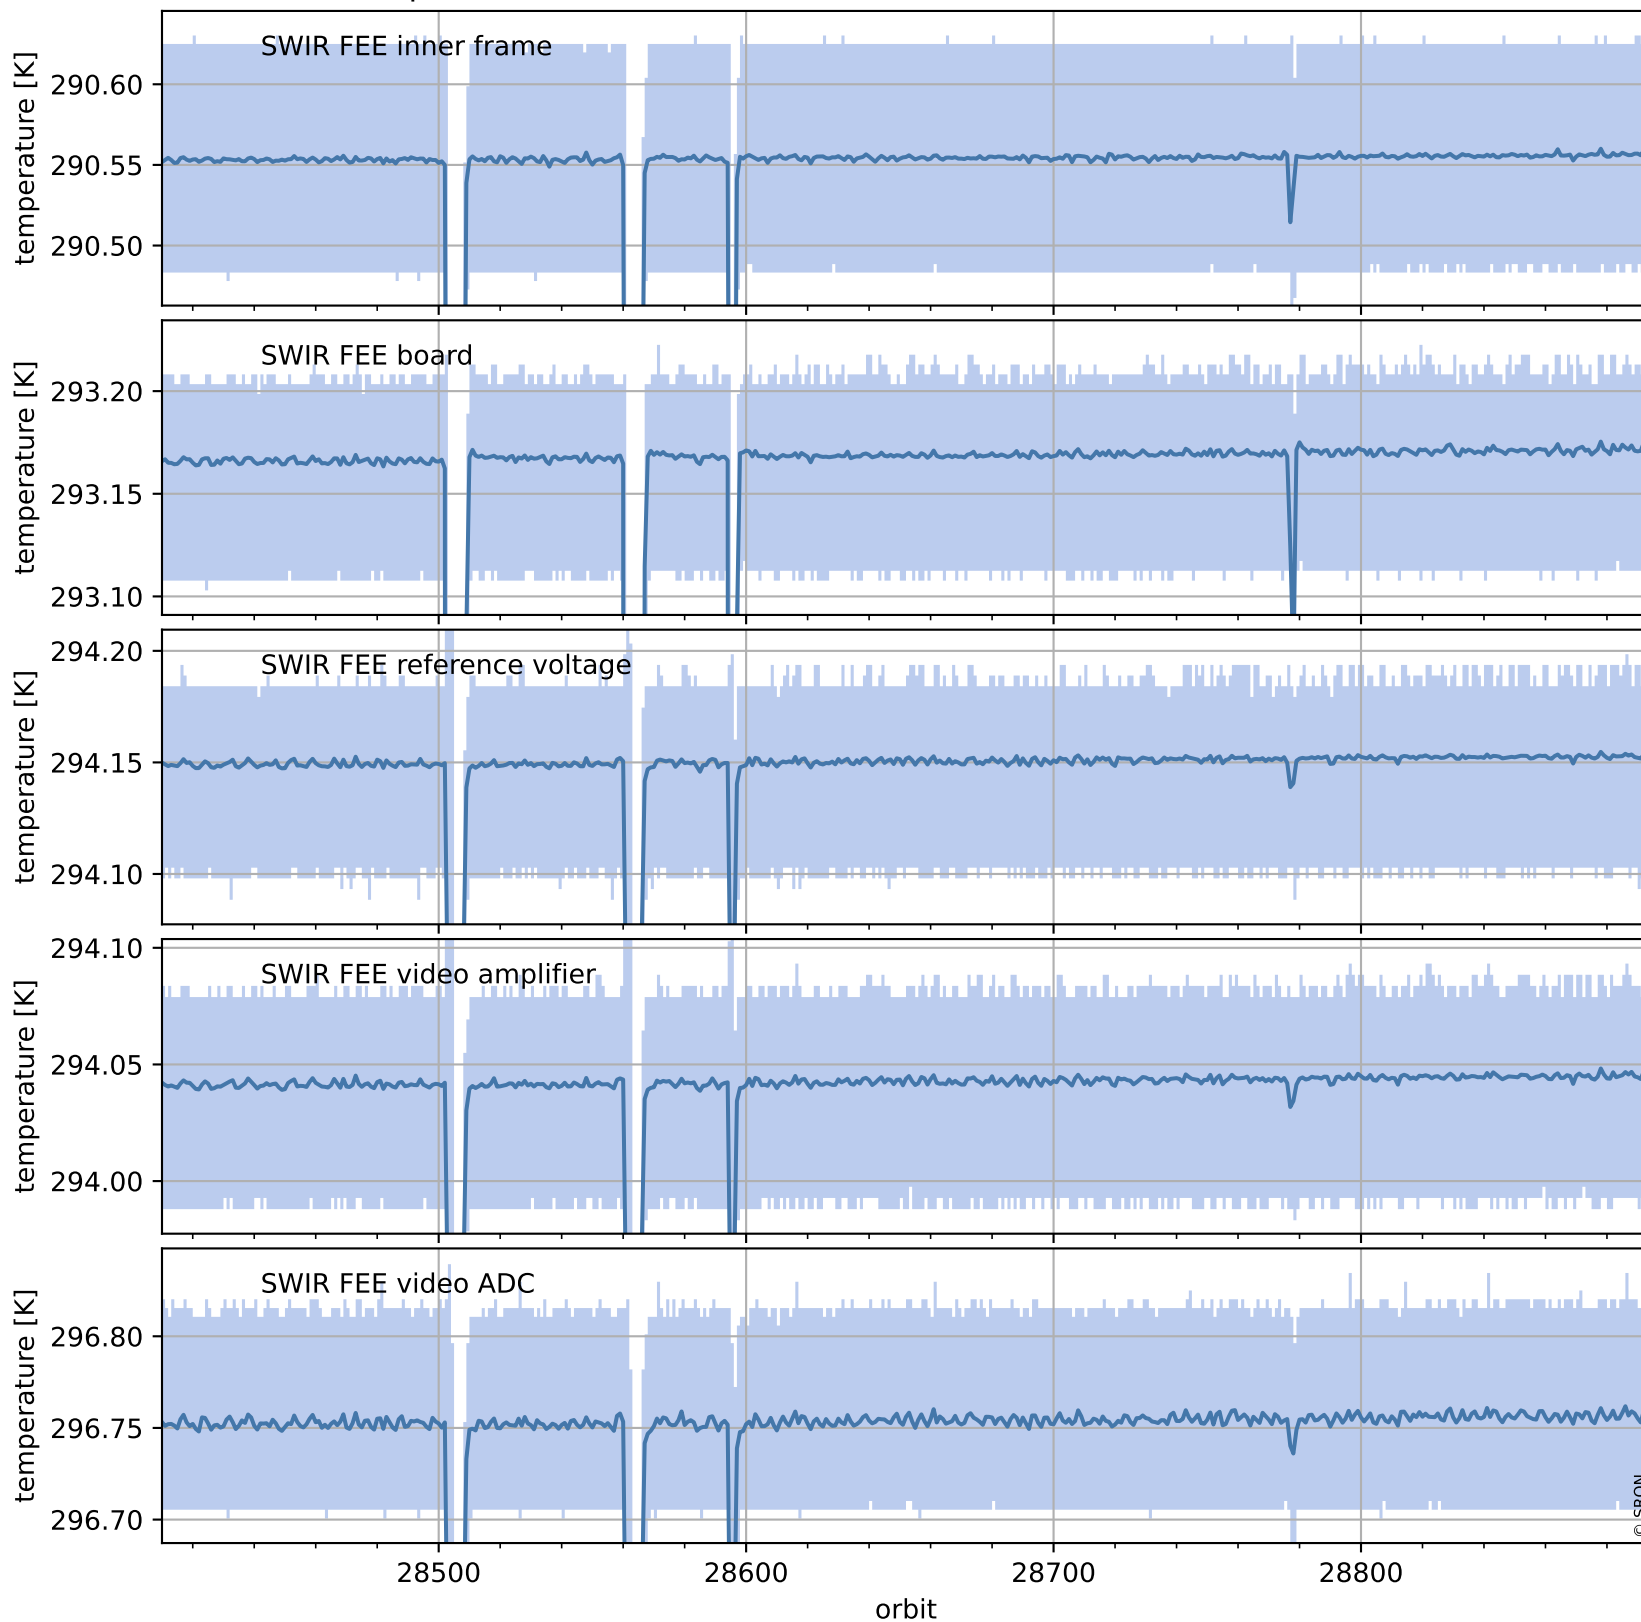 SWIR FEE inner frame
temperature [K]
290.60
290.55
290.50
SWIR FEE board
temperature [K]
293.20
293.15
293.10
SWIR FEE reference voltage
temperature [K]
294.20
294.15
294.10
SWIR FEE video amplifier
temperature [K]
294.10
294.05
294.00
SWIR FEE video ADC
temperature [K]
296.80
296.75
296.70
© SRON
28500 28600 28700 28800
orbit